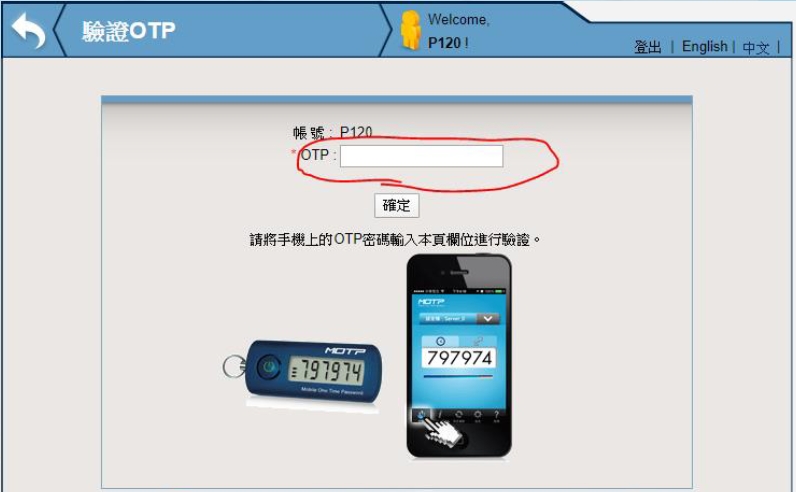 驗證OTP
Welcome,
P120 !
登出 | English | 中文 |
帳號 : P120
* OTP :
確定
請將手機上的OTP密碼輸入本頁欄位進行驗證。
MOTP
797974
Mobile One Time Password
MOTP
797974